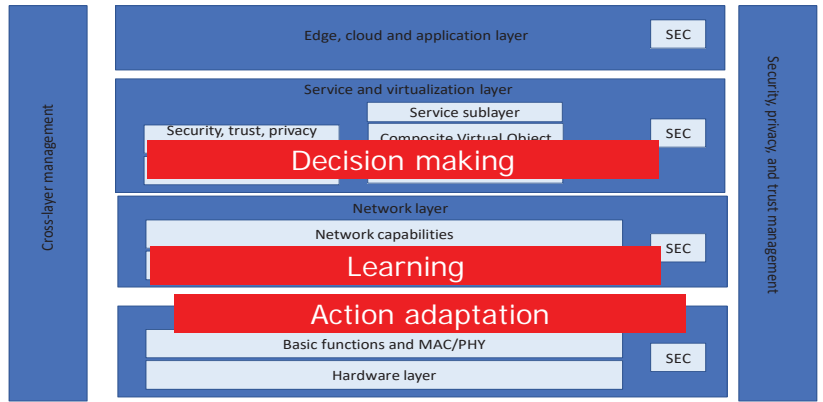 Edge, cloud and application layer
SEC
Service and virtualization layer
Service sublayer
Security, trust, privacy
Composite Virtual Object
SEC
Decision making
Network layer
Network capabilities
SEC
Learning
Action adaptation
Basic functions and MAC/PHY
SEC
Hardware layer
Cross-layer management
Security, privacy, and trust management